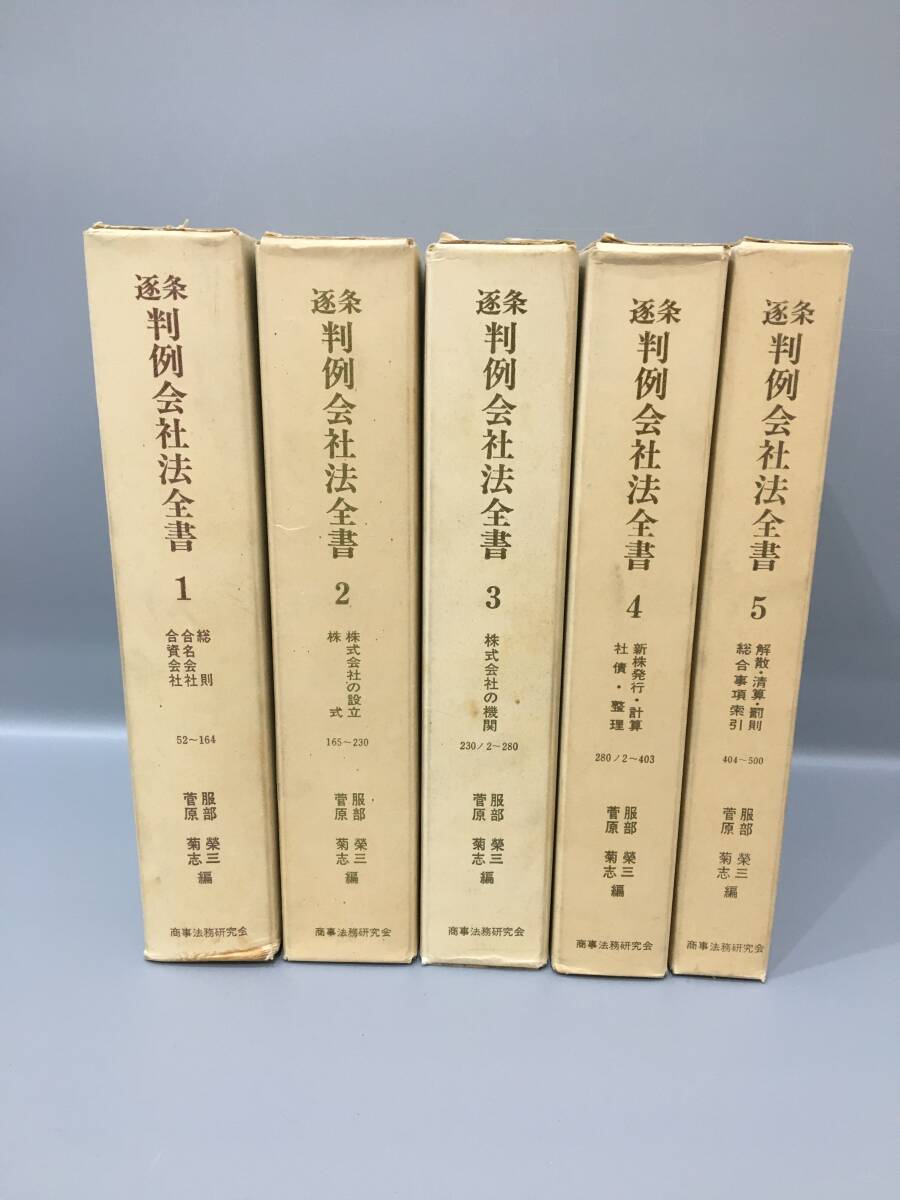 逐条
判例会社法全書
1
総則
合名会社
合資会社
52～164
服部榮三
菅原菊志
編
商事法務研究会
逐条
判例会社法全書
2
株式会社の設立
株式
165～230
服部榮三
菅原菊志
編
商事法務研究会
逐条
判例会社法全書
3
株式会社の機関
230ノ2～280
服部榮三
菅原菊志
編
商事法務研究会
逐条
判例会社法全書
4
新株発行・計算
社債・整理
280ノ2～403
服部榮三
菅原菊志
編
商事法務研究会
逐条
判例会社法全書
5
解散・清算・罰則
総合事項索引
404～500
服部榮三
菅原菊志
編
商事法務研究会